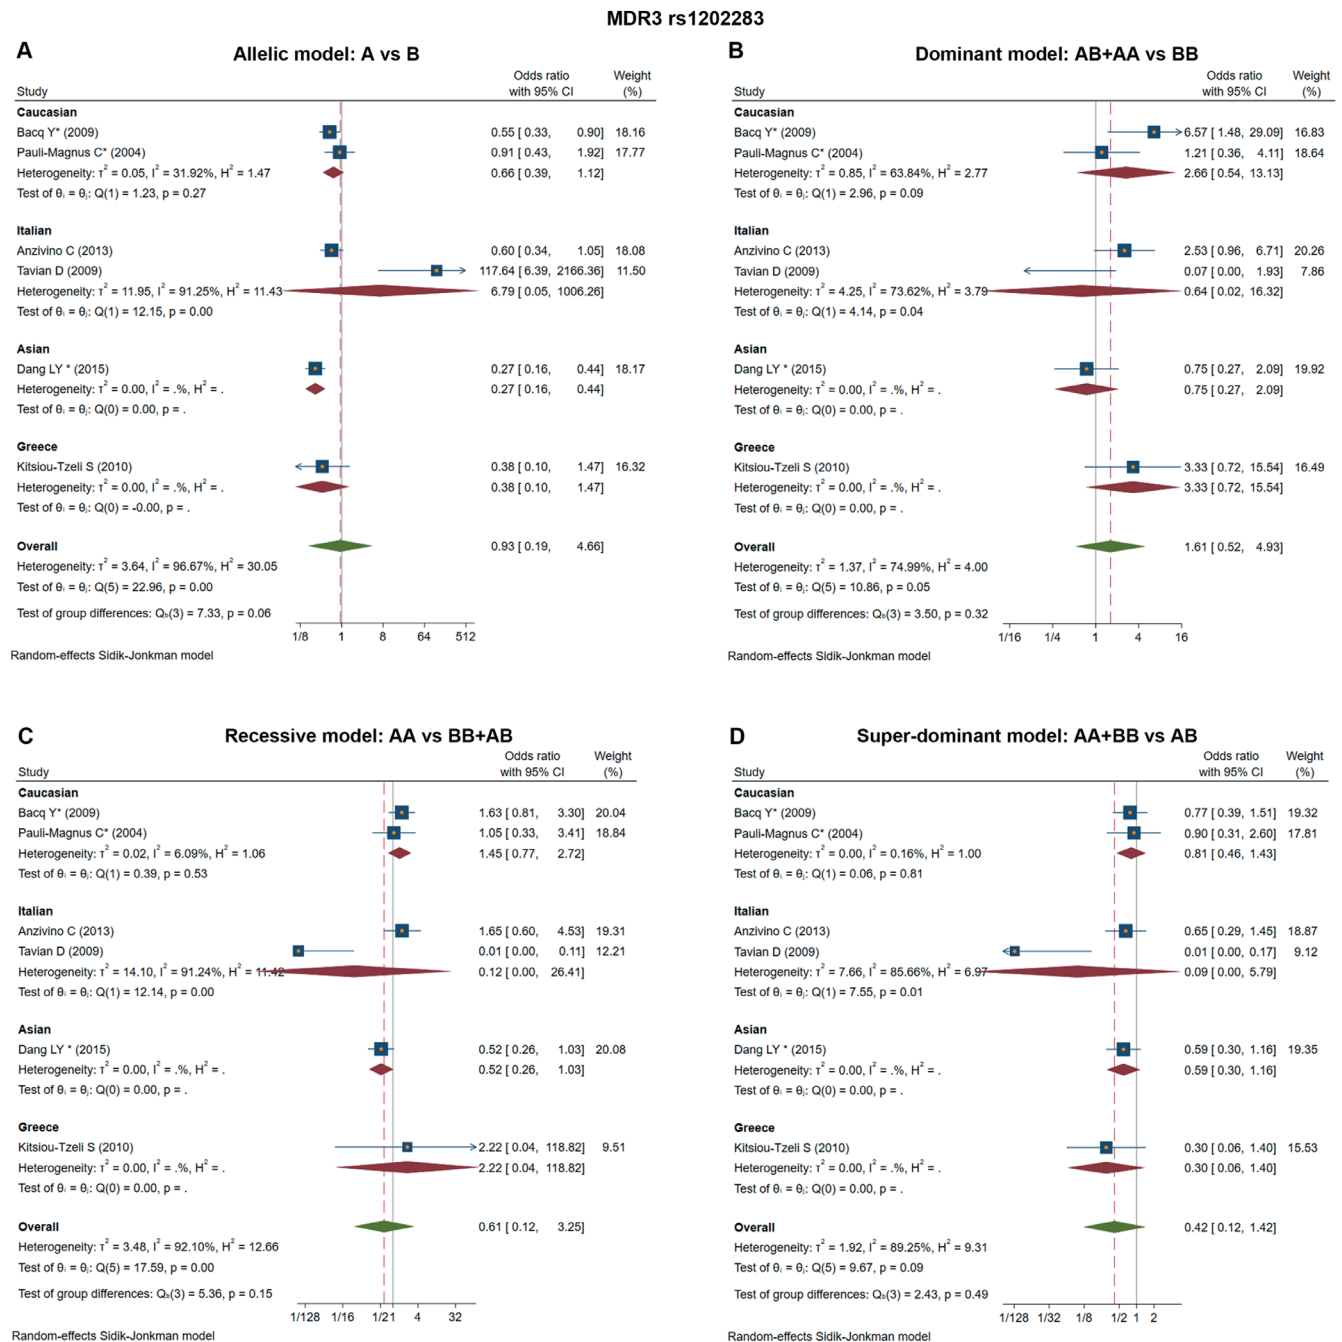 MDR3 rs1202283
A
Allelic model: A vs B
Odds ratio Weight
Study with 95% CI (%)
Caucasian
Bacq Y* (2009) 0.55 [ 0.33, 0.90] 18.16
Pauli-Magnus C* (2004) 0.91 [ 0.43, 1.92] 17.77
Heterogeneity: τ² = 0.05, I² = 31.92%, H² = 1.47 0.66 [ 0.39, 1.12]
Test of θᵢ = θⱼ: Q(1) = 1.23, p = 0.27
Italian
Anzivino C (2013) 0.60 [ 0.34, 1.05] 18.08
Tavian D (2009) 117.64 [ 6.39, 2166.36] 11.50
Heterogeneity: τ² = 11.95, I² = 91.25%, H² = 11.43 6.79 [ 0.05, 1006.26]
Test of θᵢ = θⱼ: Q(1) = 12.15, p = 0.00
Asian
Dang LY * (2015) 0.27 [ 0.16, 0.44] 18.17
Heterogeneity: τ² = 0.00, I² = .%, H² = . 0.27 [ 0.16, 0.44]
Test of θᵢ = θⱼ: Q(0) = 0.00, p = .
Greece
Kitsiou-Tzeli S (2010) 0.38 [ 0.10, 1.47] 16.32
Heterogeneity: τ² = 0.00, I² = .%, H² = . 0.38 [ 0.10, 1.47]
Test of θᵢ = θⱼ: Q(0) = -0.00, p = .
Overall 0.93 [ 0.19, 4.66]
Heterogeneity: τ² = 3.64, I² = 96.67%, H² = 30.05
Test of θᵢ = θⱼ: Q(5) = 22.96, p = 0.00
Test of group differences: Q_b(3) = 7.33, p = 0.06
1/8 1 8 64 512
Random-effects Sidik-Jonkman model
B
Dominant model: AB+AA vs BB
Odds ratio Weight
Study with 95% CI (%)
Caucasian
Bacq Y* (2009) 6.57 [ 1.48, 29.09] 16.83
Pauli-Magnus C* (2004) 1.21 [ 0.36, 4.11] 18.64
Heterogeneity: τ² = 0.85, I² = 63.84%, H² = 2.77 2.66 [ 0.54, 13.13]
Test of θᵢ = θⱼ: Q(1) = 2.96, p = 0.09
Italian
Anzivino C (2013) 2.53 [ 0.96, 6.71] 20.26
Tavian D (2009) 0.07 [ 0.00, 1.93] 7.86
Heterogeneity: τ² = 4.25, I² = 73.62%, H² = 3.79 0.64 [ 0.02, 16.32]
Test of θᵢ = θⱼ: Q(1) = 4.14, p = 0.04
Asian
Dang LY * (2015) 0.75 [ 0.27, 2.09] 19.92
Heterogeneity: τ² = 0.00, I² = .%, H² = . 0.75 [ 0.27, 2.09]
Test of θᵢ = θⱼ: Q(0) = 0.00, p = .
Greece
Kitsiou-Tzeli S (2010) 3.33 [ 0.72, 15.54] 16.49
Heterogeneity: τ² = 0.00, I² = .%, H² = . 3.33 [ 0.72, 15.54]
Test of θᵢ = θⱼ: Q(0) = 0.00, p = .
Overall 1.61 [ 0.52, 4.93]
Heterogeneity: τ² = 1.37, I² = 74.99%, H² = 4.00
Test of θᵢ = θⱼ: Q(5) = 10.86, p = 0.05
Test of group differences: Q_b(3) = 3.50, p = 0.32
1/16 1/4 1 4 16
Random-effects Sidik-Jonkman model
C
Recessive model: AA vs BB+AB
Odds ratio Weight
Study with 95% CI (%)
Caucasian
Bacq Y* (2009) 1.63 [ 0.81, 3.30] 20.04
Pauli-Magnus C* (2004) 1.05 [ 0.33, 3.41] 18.84
Heterogeneity: τ² = 0.02, I² = 6.09%, H² = 1.06 1.45 [ 0.77, 2.72]
Test of θᵢ = θⱼ: Q(1) = 0.39, p = 0.53
Italian
Anzivino C (2013) 1.65 [ 0.60, 4.53] 19.31
Tavian D (2009) 0.01 [ 0.00, 0.11] 12.21
Heterogeneity: τ² = 14.10, I² = 91.24%, H² = 11.42 0.12 [ 0.00, 26.41]
Test of θᵢ = θⱼ: Q(1) = 12.14, p = 0.00
Asian
Dang LY * (2015) 0.52 [ 0.26, 1.03] 20.08
Heterogeneity: τ² = 0.00, I² = .%, H² = . 0.52 [ 0.26, 1.03]
Test of θᵢ = θⱼ: Q(0) = 0.00, p = .
Greece
Kitsiou-Tzeli S (2010) 2.22 [ 0.04, 118.82] 9.51
Heterogeneity: τ² = 0.00, I² = .%, H² = . 2.22 [ 0.04, 118.82]
Test of θᵢ = θⱼ: Q(0) = 0.00, p = .
Overall 0.61 [ 0.12, 3.25]
Heterogeneity: τ² = 3.48, I² = 92.10%, H² = 12.66
Test of θᵢ = θⱼ: Q(5) = 17.59, p = 0.00
Test of group differences: Q_b(3) = 5.36, p = 0.15
1/128 1/16 1/2 1 4 32
Random-effects Sidik-Jonkman model
D
Super-dominant model: AA+BB vs AB
Odds ratio Weight
Study with 95% CI (%)
Caucasian
Bacq Y* (2009) 0.77 [ 0.39, 1.51] 19.32
Pauli-Magnus C* (2004) 0.90 [ 0.31, 2.60] 17.81
Heterogeneity: τ² = 0.00, I² = 0.16%, H² = 1.00 0.81 [ 0.46, 1.43]
Test of θᵢ = θⱼ: Q(1) = 0.06, p = 0.81
Italian
Anzivino C (2013) 0.65 [ 0.29, 1.45] 18.87
Tavian D (2009) 0.01 [ 0.00, 0.17] 9.12
Heterogeneity: τ² = 7.66, I² = 85.66%, H² = 6.97 0.09 [ 0.00, 5.79]
Test of θᵢ = θⱼ: Q(1) = 7.55, p = 0.01
Asian
Dang LY * (2015) 0.59 [ 0.30, 1.16] 19.35
Heterogeneity: τ² = 0.00, I² = .%, H² = . 0.59 [ 0.30, 1.16]
Test of θᵢ = θⱼ: Q(0) = 0.00, p = .
Greece
Kitsiou-Tzeli S (2010) 0.30 [ 0.06, 1.40] 15.53
Heterogeneity: τ² = 0.00, I² = .%, H² = . 0.30 [ 0.06, 1.40]
Test of θᵢ = θⱼ: Q(0) = 0.00, p = .
Overall 0.42 [ 0.12, 1.42]
Heterogeneity: τ² = 1.92, I² = 89.25%, H² = 9.31
Test of θᵢ = θⱼ: Q(5) = 9.67, p = 0.09
Test of group differences: Q_b(3) = 2.43, p = 0.49
1/128 1/32 1/8 1/2 1 2
Random-effects Sidik-Jonkman model